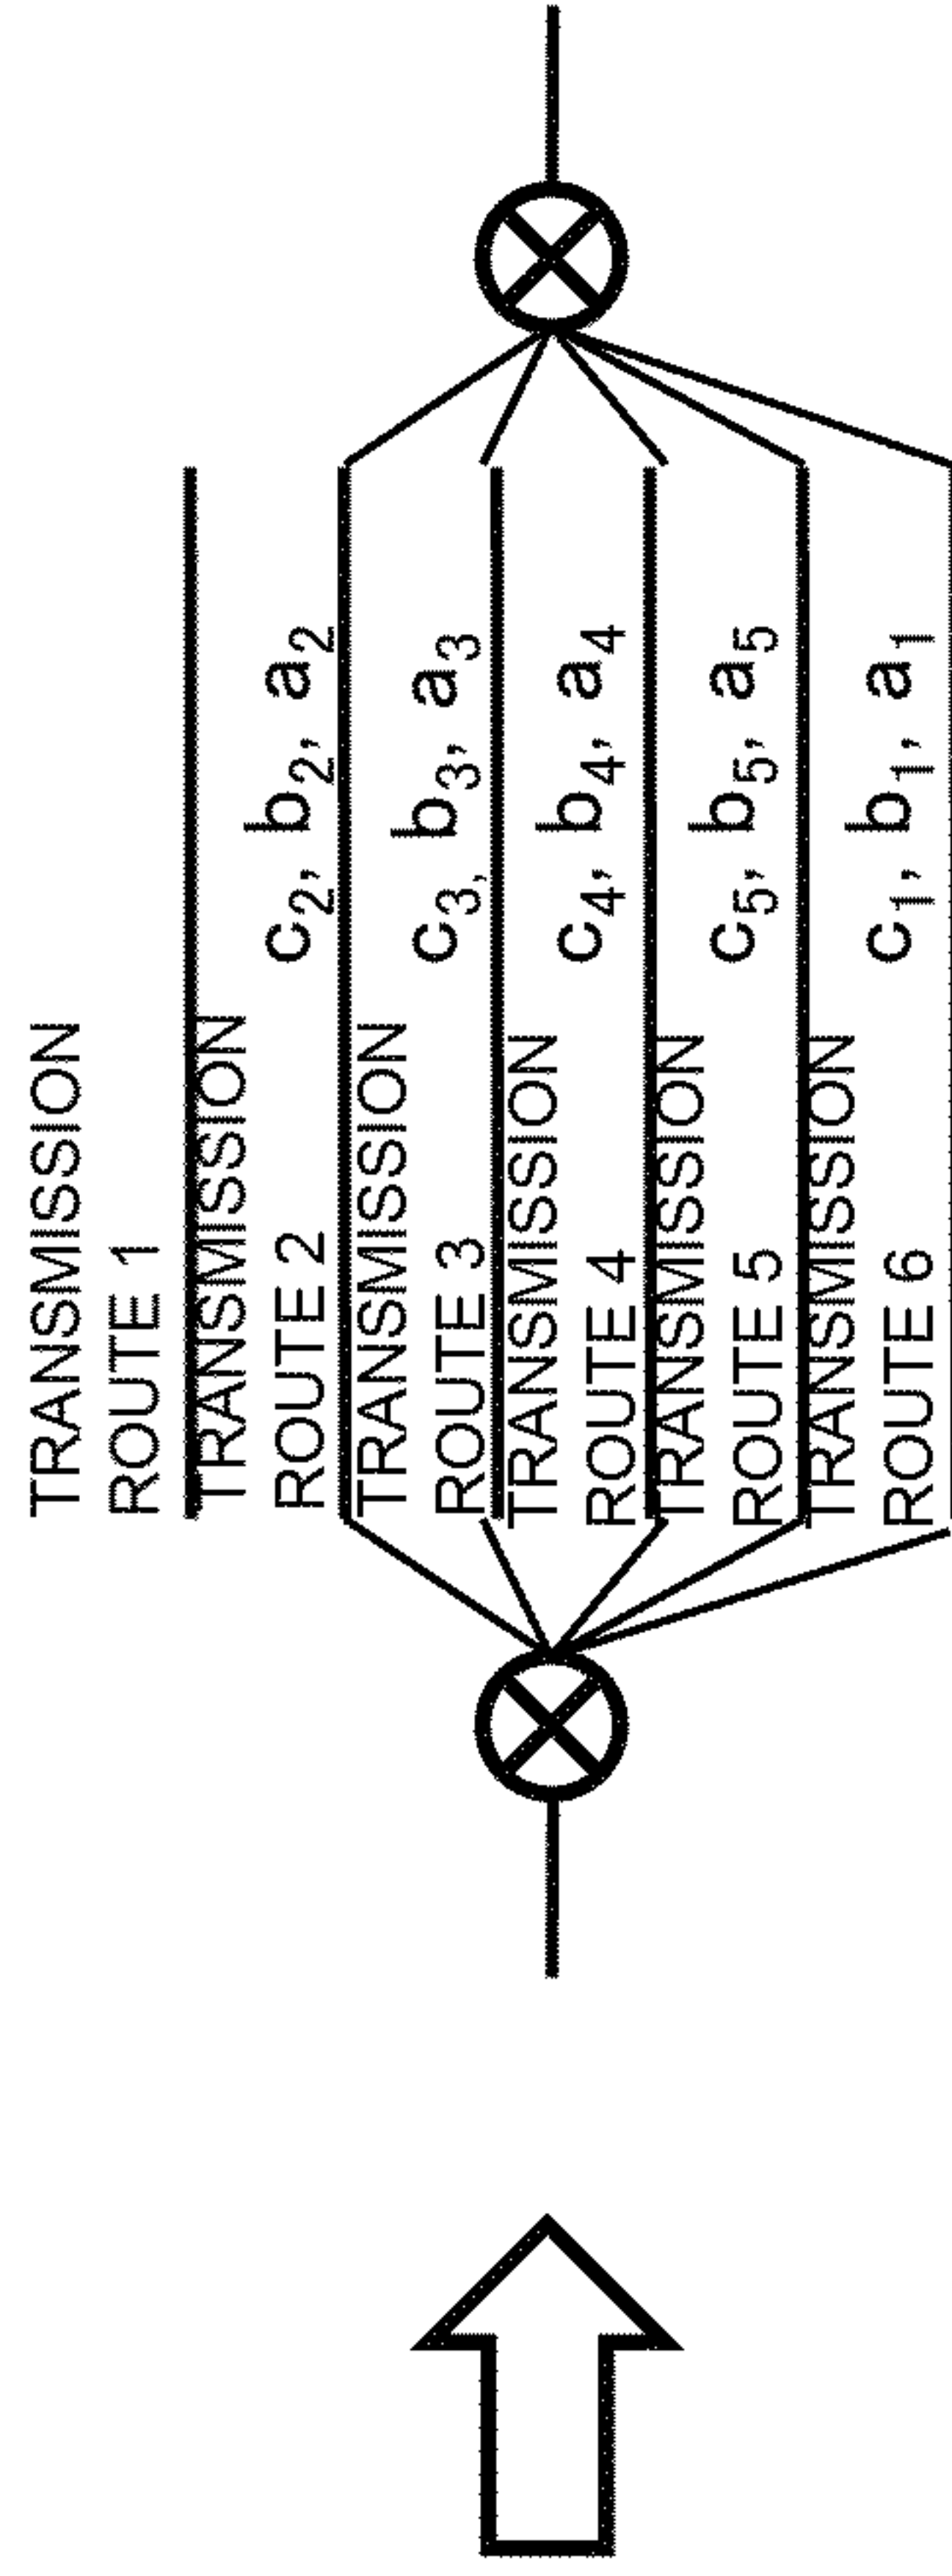 TRANSMISSION
ROUTE 1
TRANSMISSION
ROUTE 2
c₂, b₂, a₂
TRANSMISSION
ROUTE 3
c₃, b₃, a₃
TRANSMISSION
ROUTE 4
c₄, b₄, a₄
TRANSMISSION
ROUTE 5
c₅, b₅, a₅
TRANSMISSION
ROUTE 6
c₁, b₁, a₁